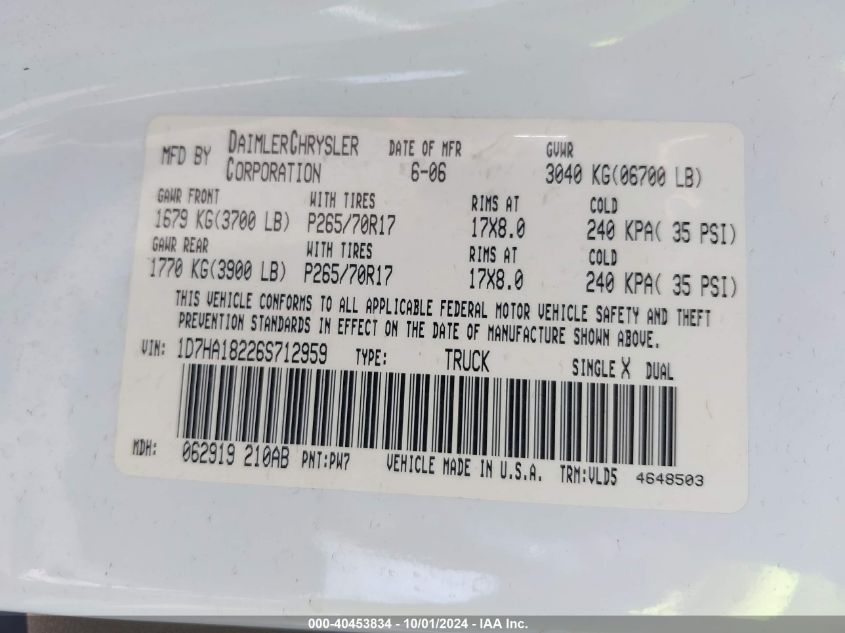 MFD BY DAIMLERCHRYSLER CORPORATION DATE OF MFR 6-06 GVWR 3040 KG(06700 LB)
GAWR FRONT WITH TIRES RIMS AT COLD
1679 KG(3700 LB) P265/70R17 17X8.0 240 KPA( 35 PSI)
GAWR REAR WITH TIRES RIMS AT COLD
1770 KG(3900 LB) P265/70R17 17X8.0 240 KPA( 35 PSI)
THIS VEHICLE CONFORMS TO ALL APPLICABLE FEDERAL MOTOR VEHICLE SAFETY AND THEFT
PREVENTION STANDARDS IN EFFECT ON THE DATE OF MANUFACTURE SHOWN ABOVE.
VIN: 1D7HA18226S712959 TYPE: TRUCK SINGLE X DUAL
MDH: 062919 210AB PNT:PW7 VEHICLE MADE IN U.S.A. TRM:VLD5 4648503
000-40453834 - 10/01/2024 - IAA Inc.